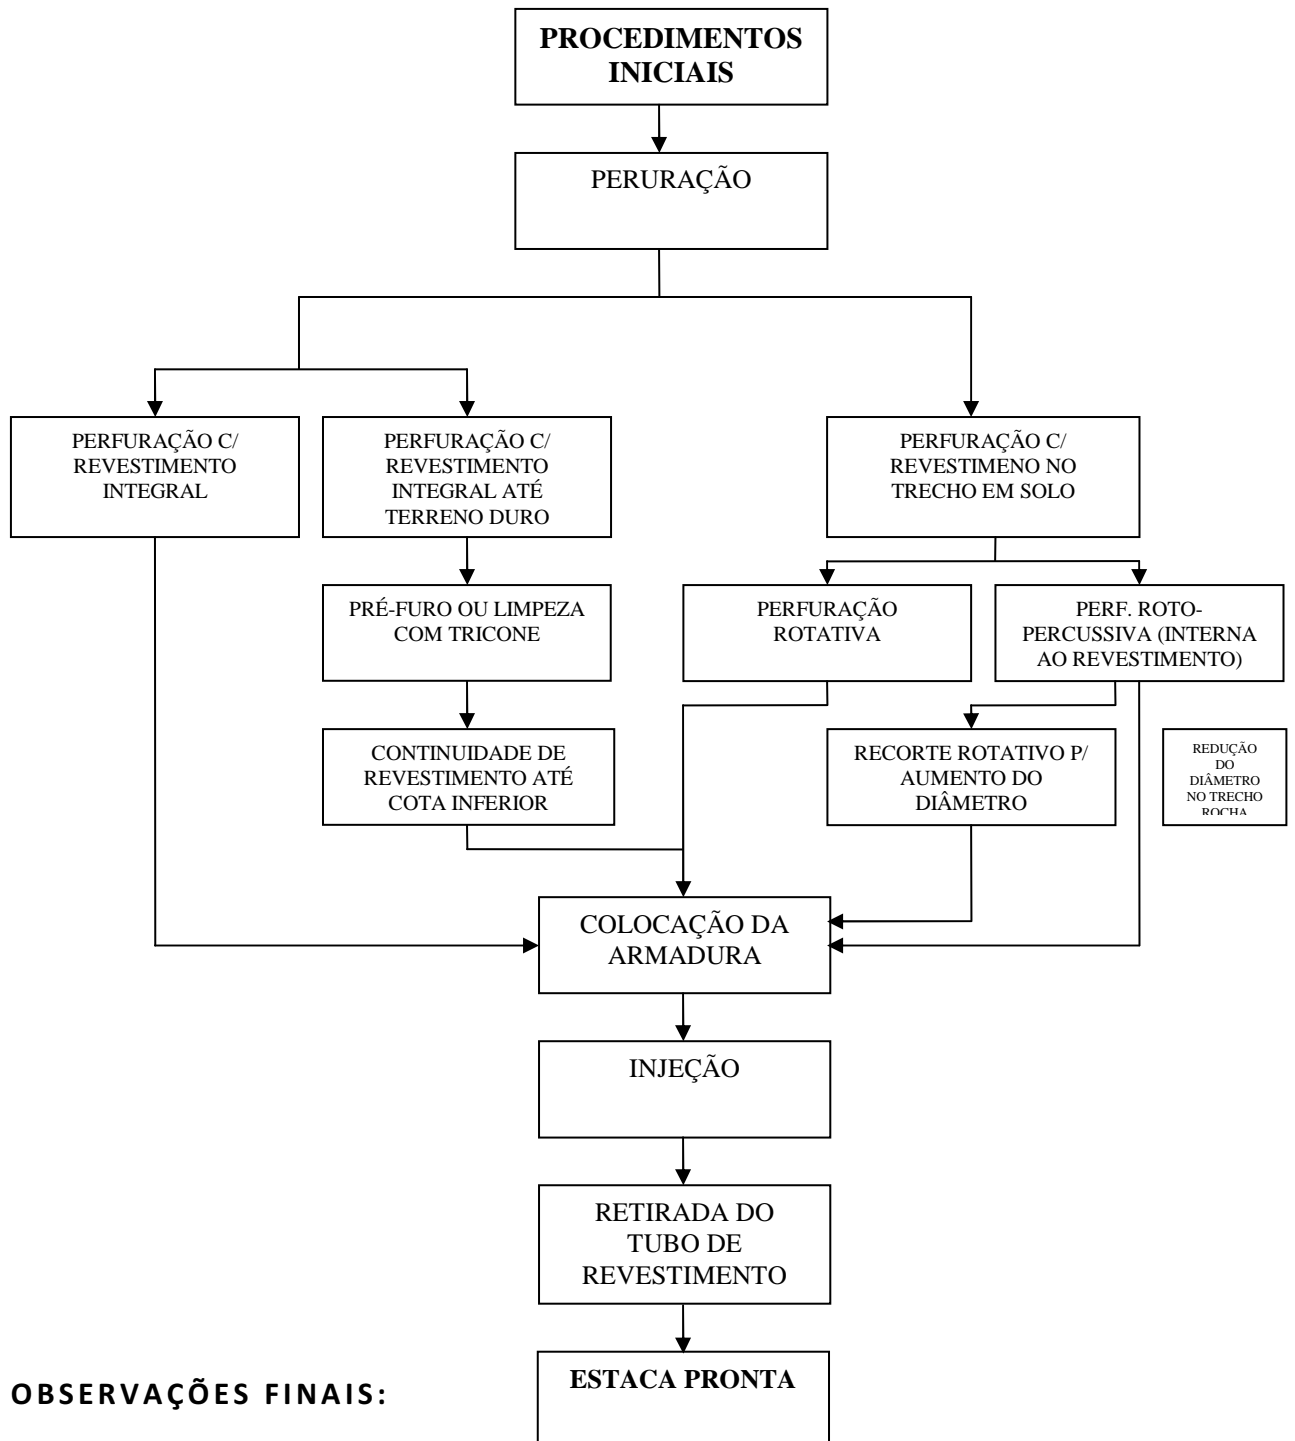 PROCEDIMENTOS
INICIAIS
PERURAÇÃO
PERFURAÇÃO C/
REVESTIMENTO
INTEGRAL
PERFURAÇÃO C/
REVESTIMENTO
INTEGRAL ATÉ
TERRENO DURO
PERFURAÇÃO C/
REVESTIMENO NO
TRECHO EM SOLO
PRÉ-FURO OU LIMPEZA
COM TRICONE
PERFURAÇÃO
ROTATIVA
PERF. ROTO-
PERCUSSIVA (INTERNA
AO REVESTIMENTO)
CONTINUIDADE DE
REVESTIMENTO ATÉ
COTA INFERIOR
RECORTE ROTATIVO P/
AUMENTO DO
DIÂMETRO
REDUÇÃO
DO
DIÂMETRO
NO TRECHO
ROCHA
COLOCAÇÃO DA
ARMADURA
INJEÇÃO
RETIRADA DO
TUBO DE
REVESTIMENTO
ESTACA PRONTA
OBSERVAÇÕES FINAIS: